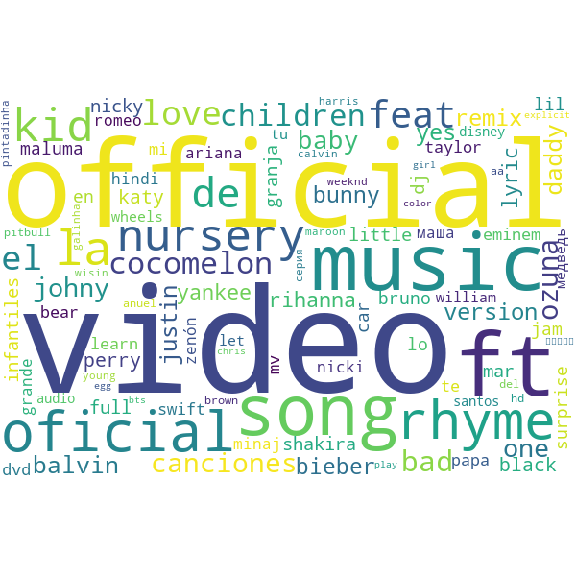 pintadinha
nicky
romeo
love
children
harris
feat
remix
lil
explicit
kid
maluma
mi
ariana
granja
tu
baby
calvin
yes
taylor
disney
daddy
official
hindi
en
katy
de
weeknd
bunny
girl
dj
color
lyric
aa
pitbull
galinha
wheels
nursery
maroon
little
маша
eminem
медведь
el
la
wisin
cocomelon
серия
music
ozuna
johny
yankee
rihanna
bruno
willian
version
infantiles
bear
anuel
justin
zenón
let
car
lo
jam
video
ft
learn
perry
chris
mv
nicki
mar
te
del
grande
audio
young
egg
bts
brown
song
rhyme
santos
hd
surprise
full
swift
oficial
minaj
shakira
one
dvd
balvin
canciones
bieber
play
bad
papa
black